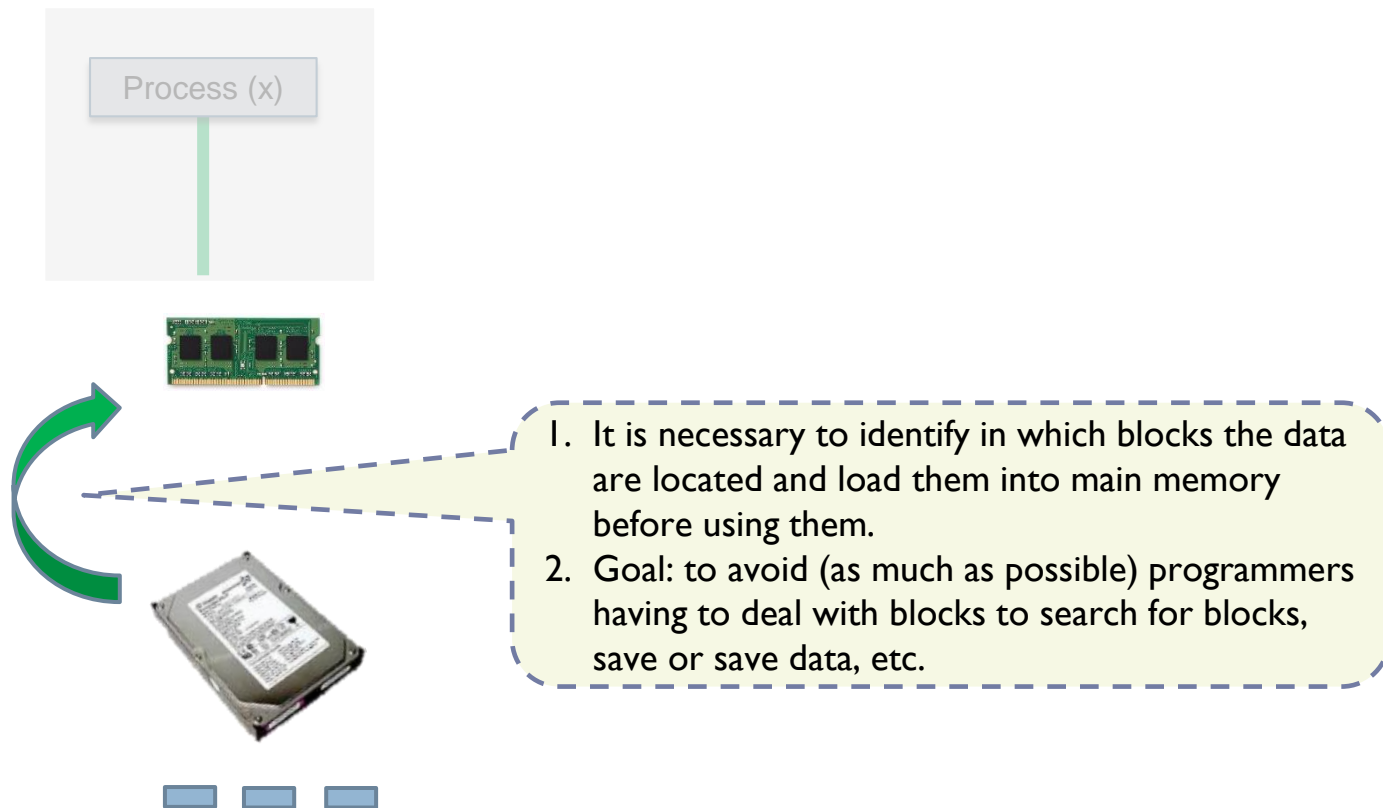 Process (x)
1. It is necessary to identify in which blocks the data
are located and load them into main memory
before using them.
2. Goal: to avoid (as much as possible) programmers
having to deal with blocks to search for blocks,
save or save data, etc.